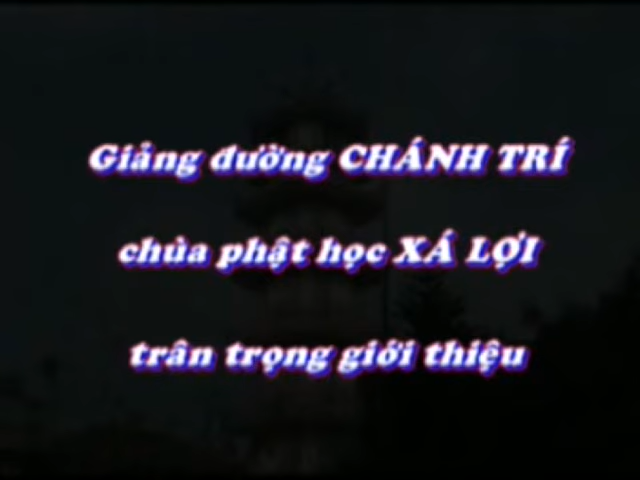 Giảng đường CHÁNH TRÍ
chùa phật học XÁ LỢI
trân trọng giới thiệu